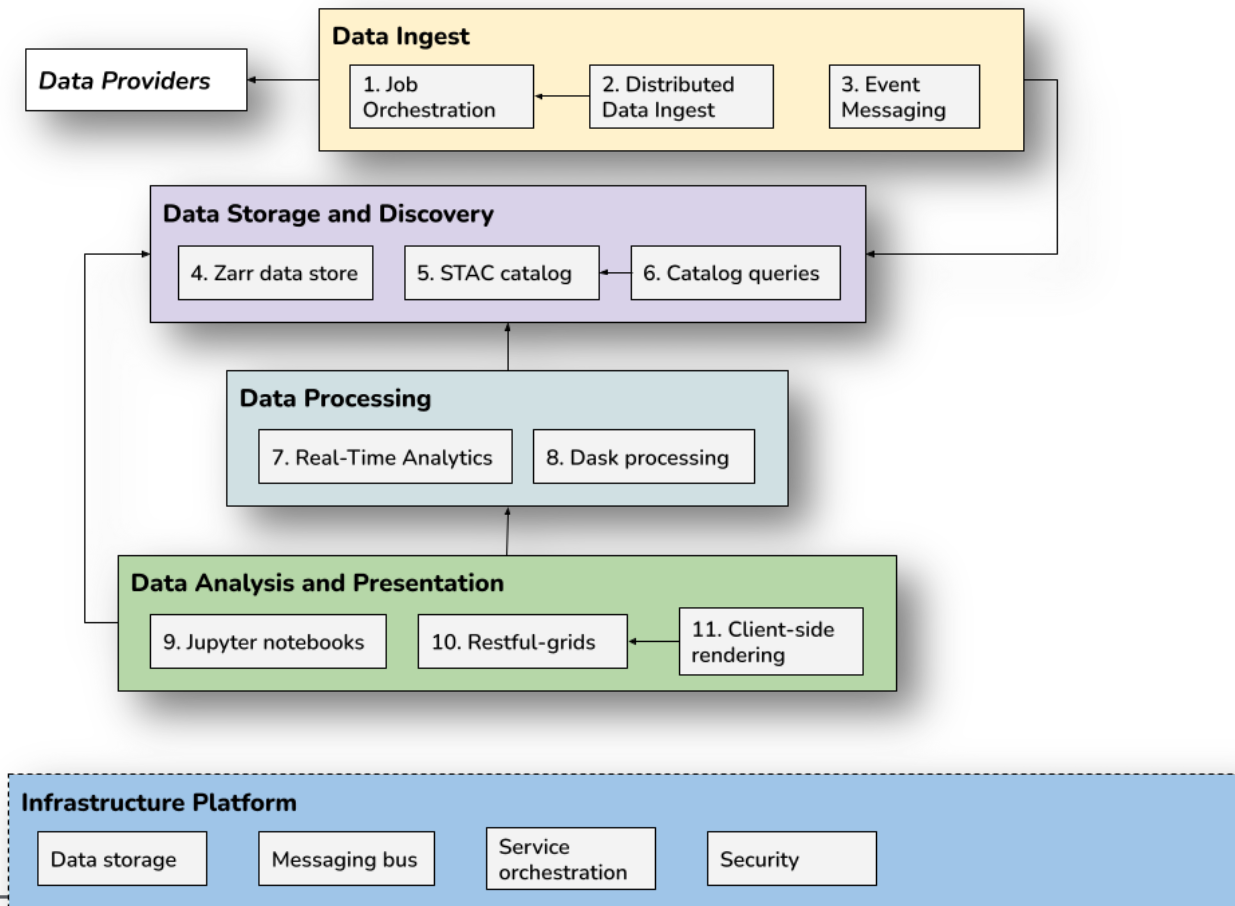 Data Ingest
Data Providers
1. Job
Orchestration
2. Distributed
Data Ingest
3. Event
Messaging
Data Storage and Discovery
4. Zarr data store
5. STAC catalog
6. Catalog queries
Data Processing
7. Real-Time Analytics
8. Dask processing
Data Analysis and Presentation
9. Jupyter notebooks
10. Restful-grids
11. Client-side
rendering
Infrastructure Platform
Data storage
Messaging bus
Service
orchestration
Security